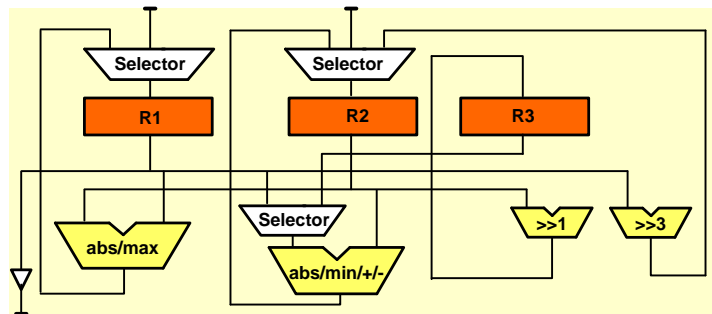 Selector
Selector
R1
R2
R3
Selector
>>1
>>3
abs/max
abs/min/+/-